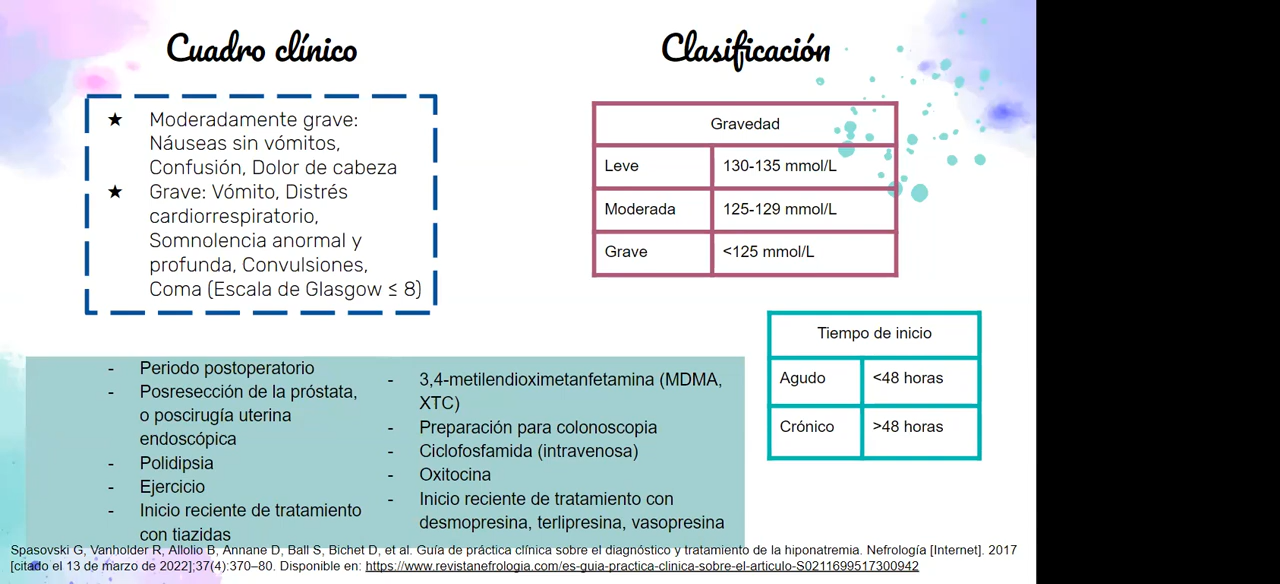 Cuadro clínico
★ Moderadamente grave:
Náuseas sin vómitos,
Confusión, Dolor de cabeza
★ Grave: Vómito, Distrés
cardiorrespiratorio,
Somnolencia anormal y
profunda, Convulsiones,
Coma (Escala de Glasgow ≤ 8)
Clasificación
Gravedad
Leve 130-135 mmol/L
Moderada 125-129 mmol/L
Grave <125 mmol/L
Tiempo de inicio
Agudo <48 horas
Crónico >48 horas
- Periodo postoperatorio
- Posresección de la próstata,
o poscirugía uterina
endoscópica
- Polidipsia
- Ejercicio
- Inicio reciente de tratamiento
con tiazidas
- 3,4-metilendioximetanfetamina (MDMA,
XTC)
- Preparación para colonoscopia
- Ciclofosfamida (intravenosa)
- Oxitocina
- Inicio reciente de tratamiento con
desmopresina, terlipresina, vasopresina
Spasovski G, Vanholder R, Allolio B, Annane D, Ball S, Bichet D, et al. Guía de práctica clínica sobre el diagnóstico y tratamiento de la hiponatremia. Nefrología [Internet]. 2017
[citado el 13 de marzo de 2022];37(4):370–80. Disponible en: https://www.revistanefrologia.com/es-guia-practica-clinica-sobre-el-articulo-S0211699517300942